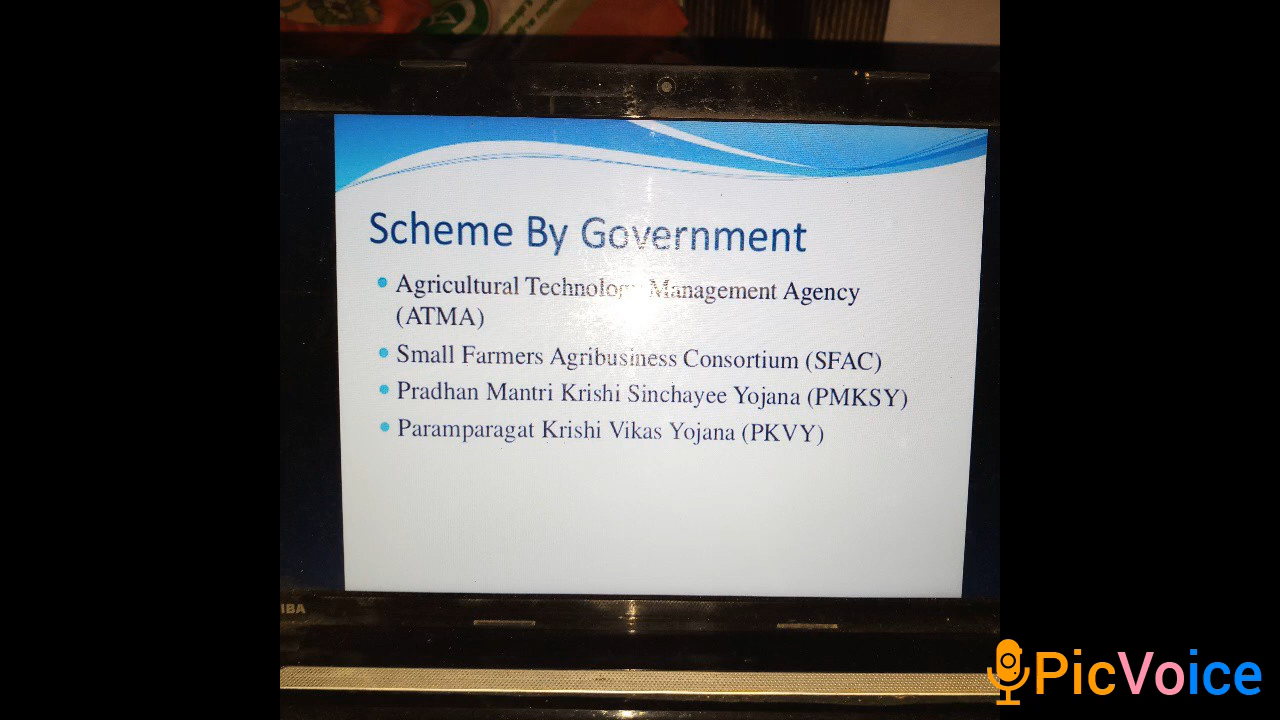 Scheme By Government
Agricultural Technology Management Agency
(ATMA)
Small Farmers Agribusiness Consortium (SFAC)
Pradhan Mantri Krishi Sinchayee Yojana (PMKSY)
Paramparagat Krishi Vikas Yojana (PKVY)
IBA
PicVoice